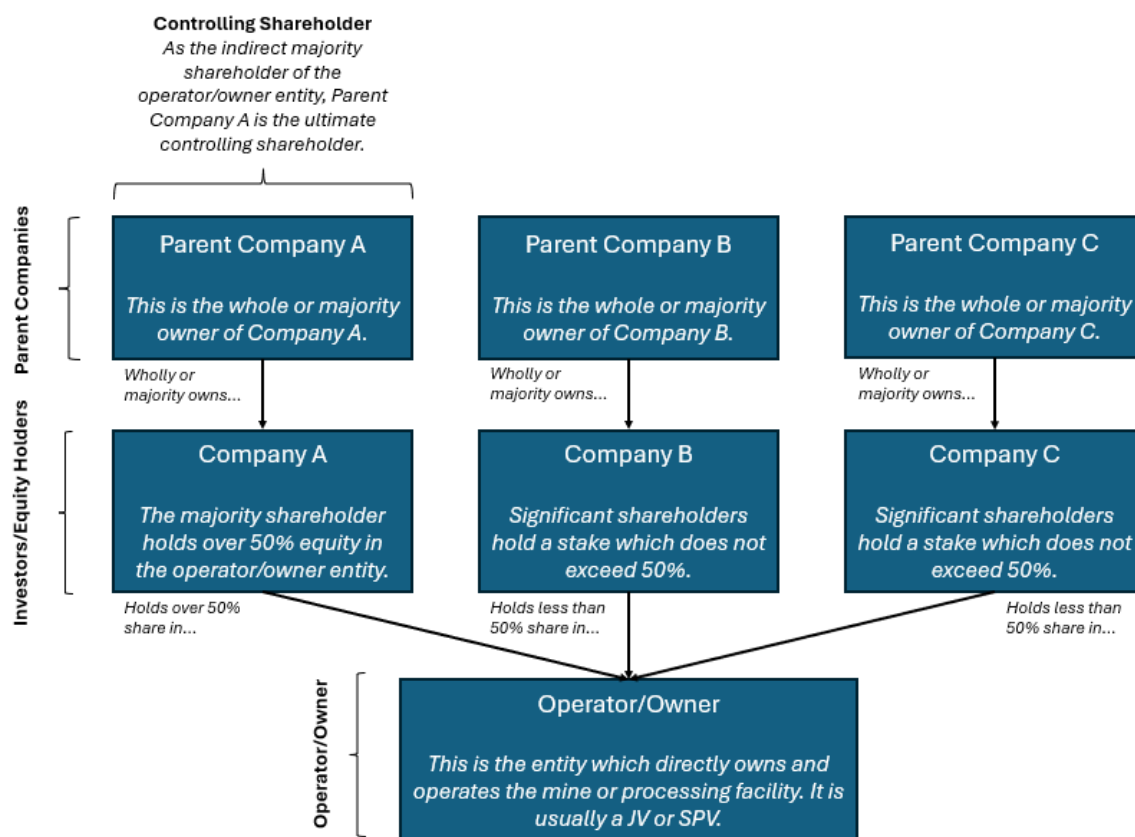 Controlling Shareholder
As the indirect majority
shareholder of the
operator/owner entity, Parent
Company A is the ultimate
controlling shareholder.
Parent Companies
Parent Company A
This is the whole or majority
owner of Company A.
Parent Company B
This is the whole or majority
owner of Company B.
Parent Company C
This is the whole or majority
owner of Company C.
Wholly or
majority owns...
Wholly or
majority owns...
Wholly or
majority owns...
Investors/Equity Holders
Company A
The majority shareholder
holds over 50% equity in
the operator/owner entity.
Company B
Significant shareholders
hold a stake which does not
exceed 50%.
Company C
Significant shareholders
hold a stake which does not
exceed 50%.
Holds over 50%
share in...
Holds less than
50% share in...
Holds less than
50% share in...
Operator/Owner
Operator/Owner
This is the entity which directly owns and
operates the mine or processing facility. It is
usually a JV or SPV.